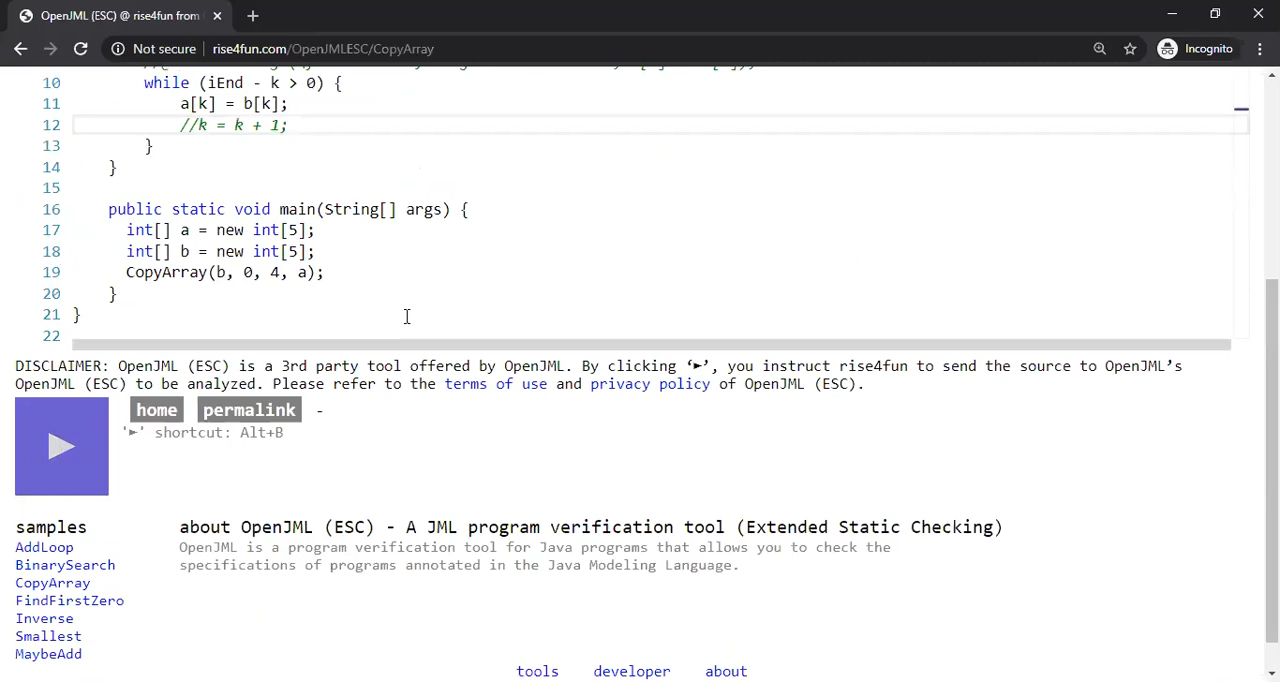 OpenJML (ESC) @ rise4fun from
Not secure
rise4fun.com/OpenJMLESC/CopyArray
Incognito
10 while (iEnd - k > 0) {
11 a[k] = b[k];
12 //k = k + 1;
13 }
14 }
15
16 public static void main(String[] args) {
17 int[] a = new int[5];
18 int[] b = new int[5];
19 CopyArray(b, 0, 4, a);
20 }
21 }
22
DISCLAIMER: OpenJML (ESC) is a 3rd party tool offered by OpenJML. By clicking ‘►’, you instruct rise4fun to send the source to OpenJML’s
OpenJML (ESC) to be analyzed. Please refer to the terms of use and privacy policy of OpenJML (ESC).
home permalink -
'►' shortcut: Alt+B
samples
AddLoop
BinarySearch
CopyArray
FindFirstZero
Inverse
Smallest
MaybeAdd
about OpenJML (ESC) - A JML program verification tool (Extended Static Checking)
OpenJML is a program verification tool for Java programs that allows you to check the
specifications of programs annotated in the Java Modeling Language.
tools developer about